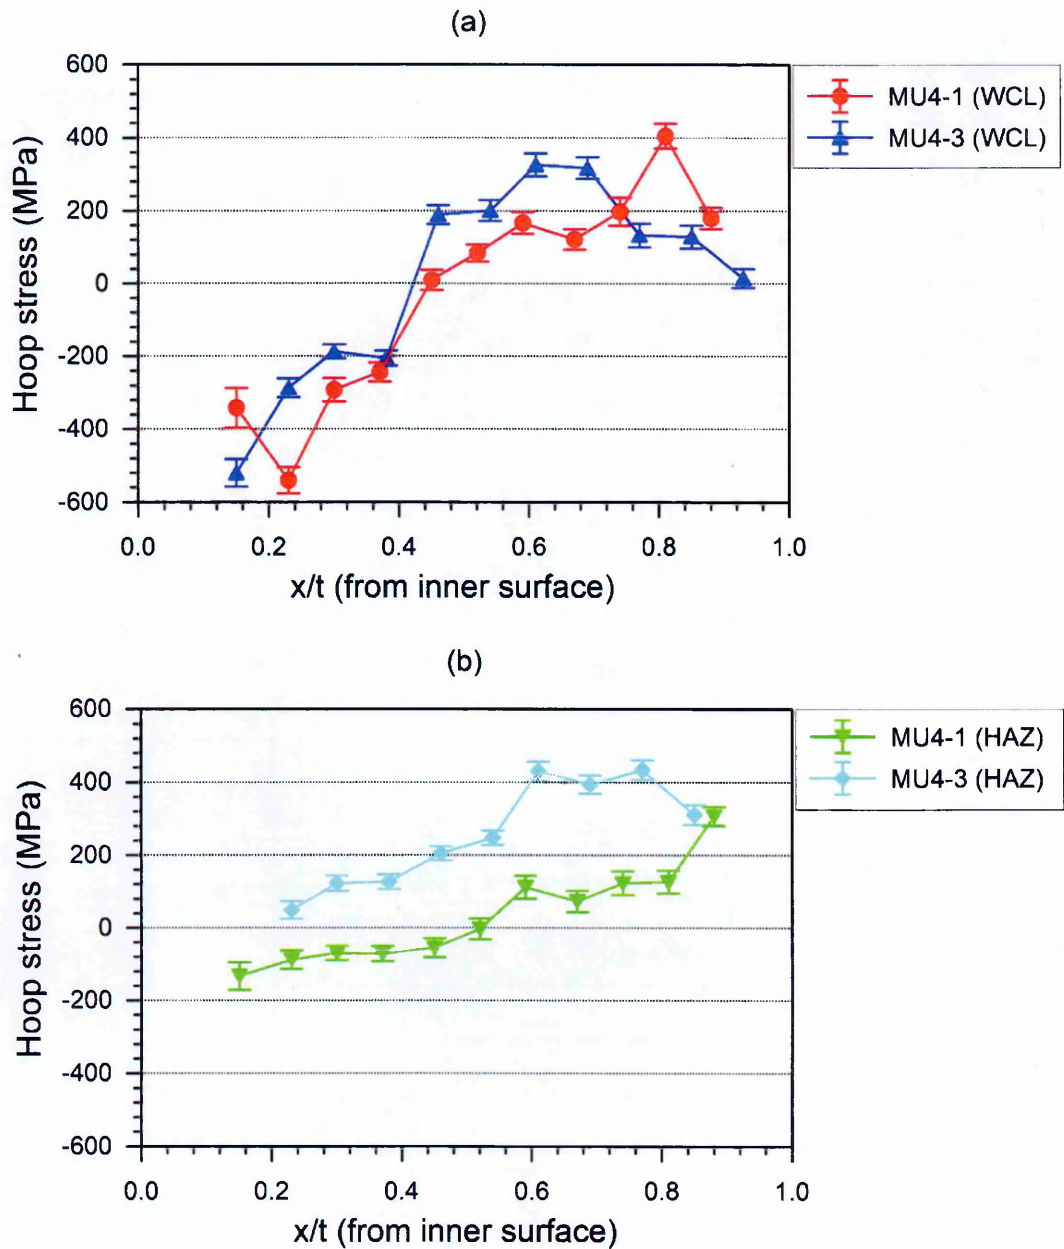 (a)
600
400
200
0
-200
-400
-600
Hoop stress (MPa)
0.0 0.2 0.4 0.6 0.8 1.0
x/t (from inner surface)
MU4-1 (WCL)
MU4-3 (WCL)
(b)
600
400
200
0
-200
-400
-600
Hoop stress (MPa)
0.0 0.2 0.4 0.6 0.8 1.0
x/t (from inner surface)
MU4-1 (HAZ)
MU4-3 (HAZ)